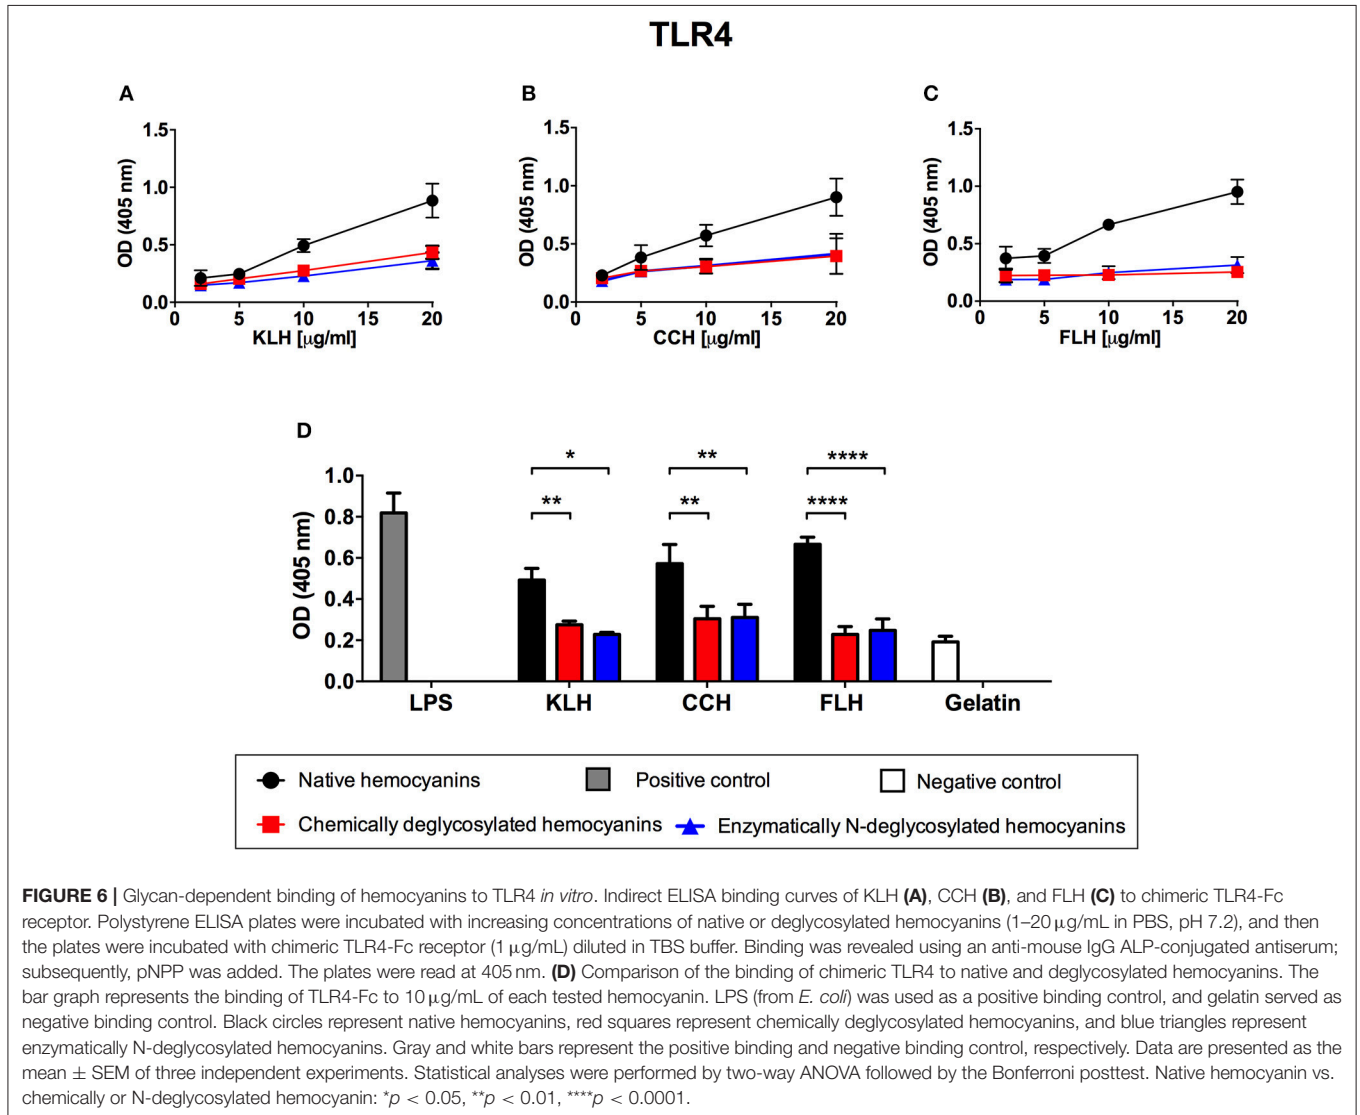 TLR4
A
1.5
1.0
0.5
0.0
OD (405 nm)
0 5 10 15 20
KLH [μg/ml]
B
1.5
1.0
0.5
0.0
OD (405 nm)
0 5 10 15 20
CCH [μg/ml]
C
1.5
1.0
0.5
0.0
OD (405 nm)
0 5 10 15 20
FLH [μg/ml]
D
1.0
0.8
0.6
0.4
0.2
0.0
OD (405 nm)
* ** ****
** ** ****
LPS KLH CCH FLH Gelatin
Native hemocyanins Positive control Negative control
Chemically deglycosylated hemocyanins Enzymatically N-deglycosylated hemocyanins
FIGURE 6 | Glycan-dependent binding of hemocyanins to TLR4 in vitro. Indirect ELISA binding curves of KLH (A), CCH (B), and FLH (C) to chimeric TLR4-Fc
receptor. Polystyrene ELISA plates were incubated with increasing concentrations of native or deglycosylated hemocyanins (1–20 μg/mL in PBS, pH 7.2), and then
the plates were incubated with chimeric TLR4-Fc receptor (1 μg/mL) diluted in TBS buffer. Binding was revealed using an anti-mouse IgG ALP-conjugated antiserum;
subsequently, pNPP was added. The plates were read at 405 nm. (D) Comparison of the binding of chimeric TLR4 to native and deglycosylated hemocyanins. The
bar graph represents the binding of TLR4-Fc to 10 μg/mL of each tested hemocyanin. LPS (from E. coli) was used as a positive binding control, and gelatin served as
negative binding control. Black circles represent native hemocyanins, red squares represent chemically deglycosylated hemocyanins, and blue triangles represent
enzymatically N-deglycosylated hemocyanins. Gray and white bars represent the positive binding and negative binding control, respectively. Data are presented as the
mean ± SEM of three independent experiments. Statistical analyses were performed by two-way ANOVA followed by the Bonferroni posttest. Native hemocyanin vs.
chemically or N-deglycosylated hemocyanin: *p < 0.05, **p < 0.01, ****p < 0.0001.